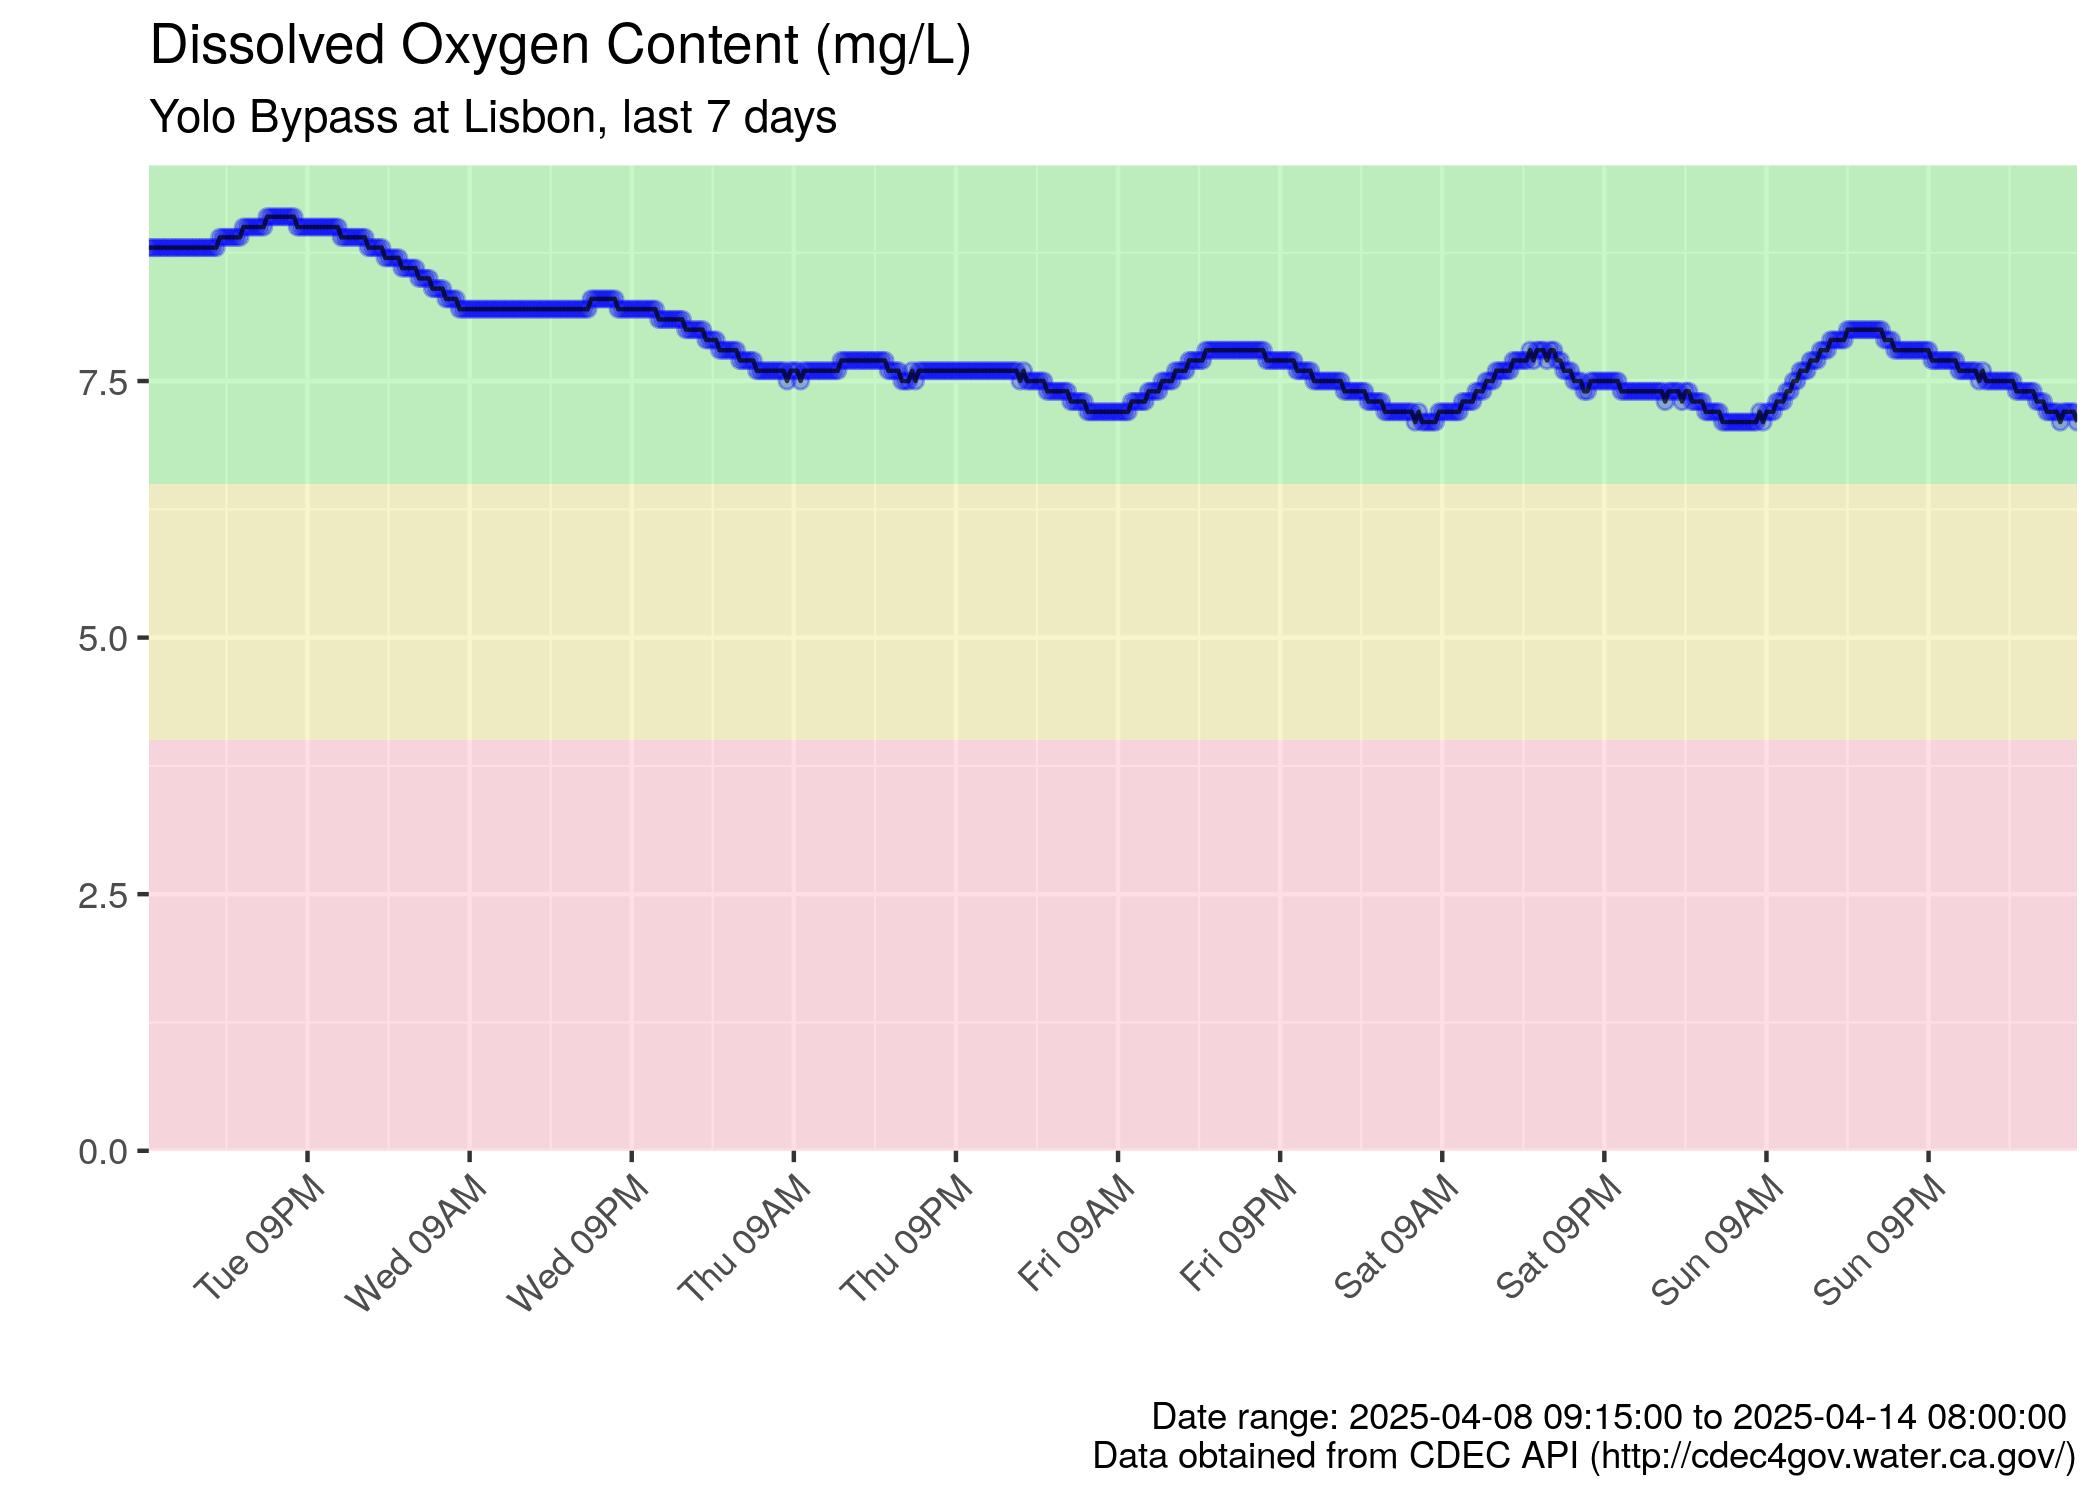 Dissolved Oxygen Content (mg/L)
Yolo Bypass at Lisbon, last 7 days
7.5
5.0
2.5
0.0
Tue 09PM
Wed 09AM
Wed 09PM
Thu 09AM
Thu 09PM
Fri 09AM
Fri 09PM
Sat 09AM
Sat 09PM
Sun 09AM
Sun 09PM
Date range: 2025-04-08 09:15:00 to 2025-04-14 08:00:00
Data obtained from CDEC API (http://cdec4gov.water.ca.gov/)